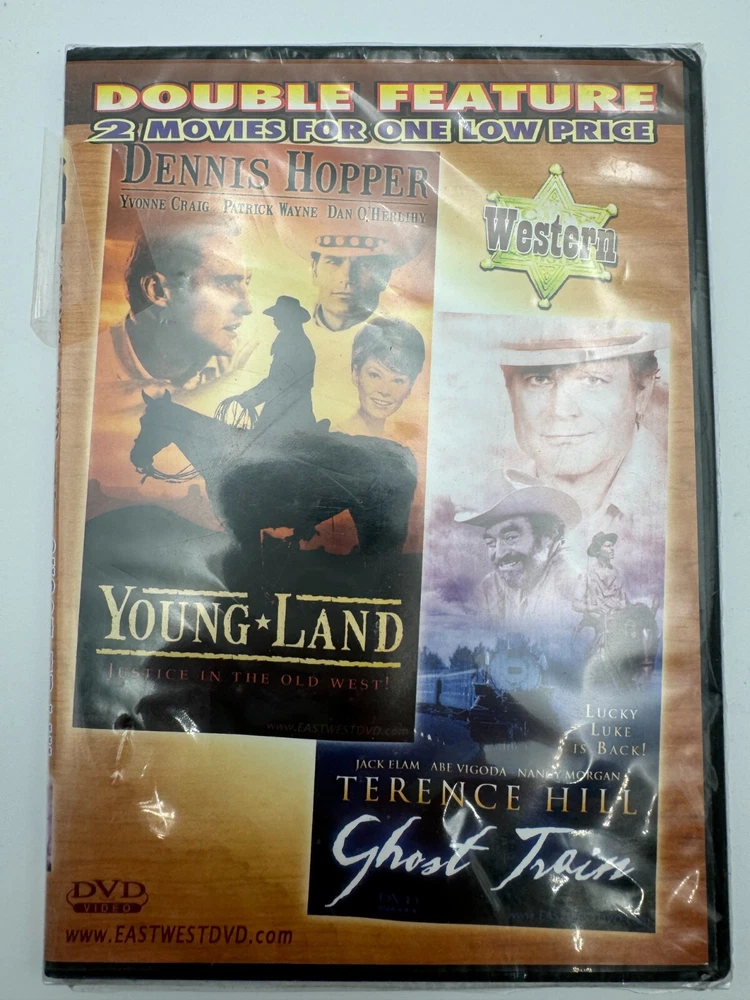 DOUBLE FEATURE
2 MOVIES FOR ONE LOW PRICE
DENNIS HOPPER
YVONNE CRAIG PATRICK WAYNE DAN O'HERLIHY
Western
YOUNG LAND
JUSTICE IN THE OLD WEST!
www.EASTWESTDVD.com
LUCKY
LUKE
IS BACK!
JACK ELAM ABE VIGODA NANCY MORGAN
TERENCE HILL
Ghost Train
DVD
VIDEO
www.EASTWESTDVD.com